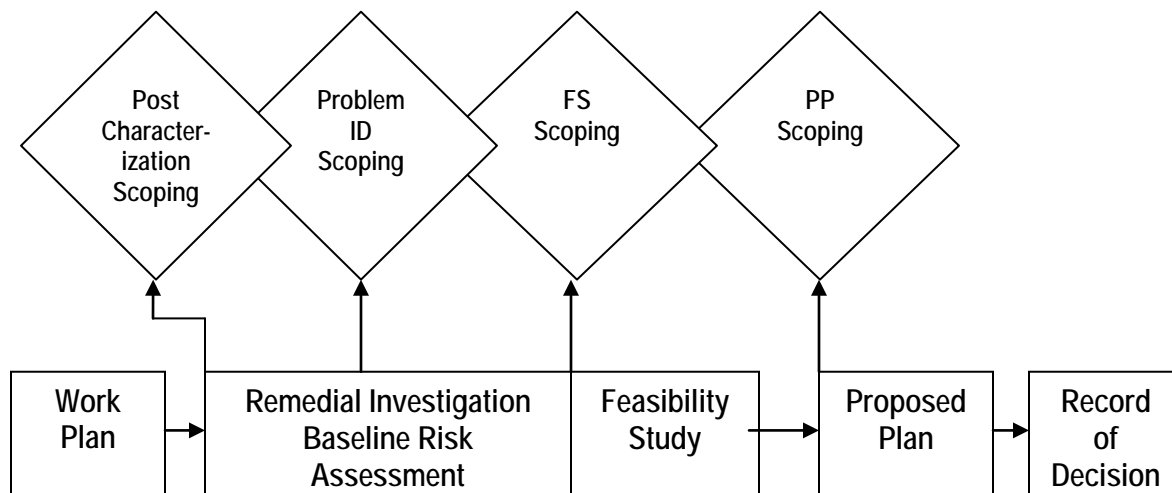 Post
Character-
ization
Scoping
Problem
ID
Scoping
FS
Scoping
PP
Scoping
Work
Plan
Remedial Investigation
Baseline Risk
Assessment
Feasibility
Study
Proposed
Plan
Record
of
Decision